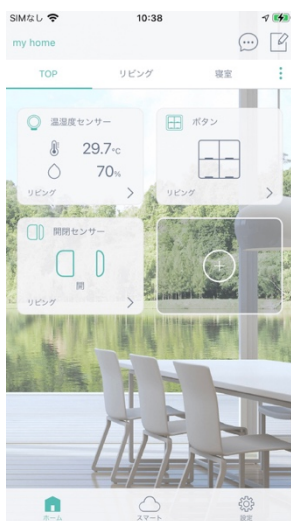 SIMなし 10:38
my home
TOP リビング 寝室
温湿度センサー
29.7°C
70%
リビング
ボタン
リビング
開閉センサー
開
リビング
ホーム スマート 設定